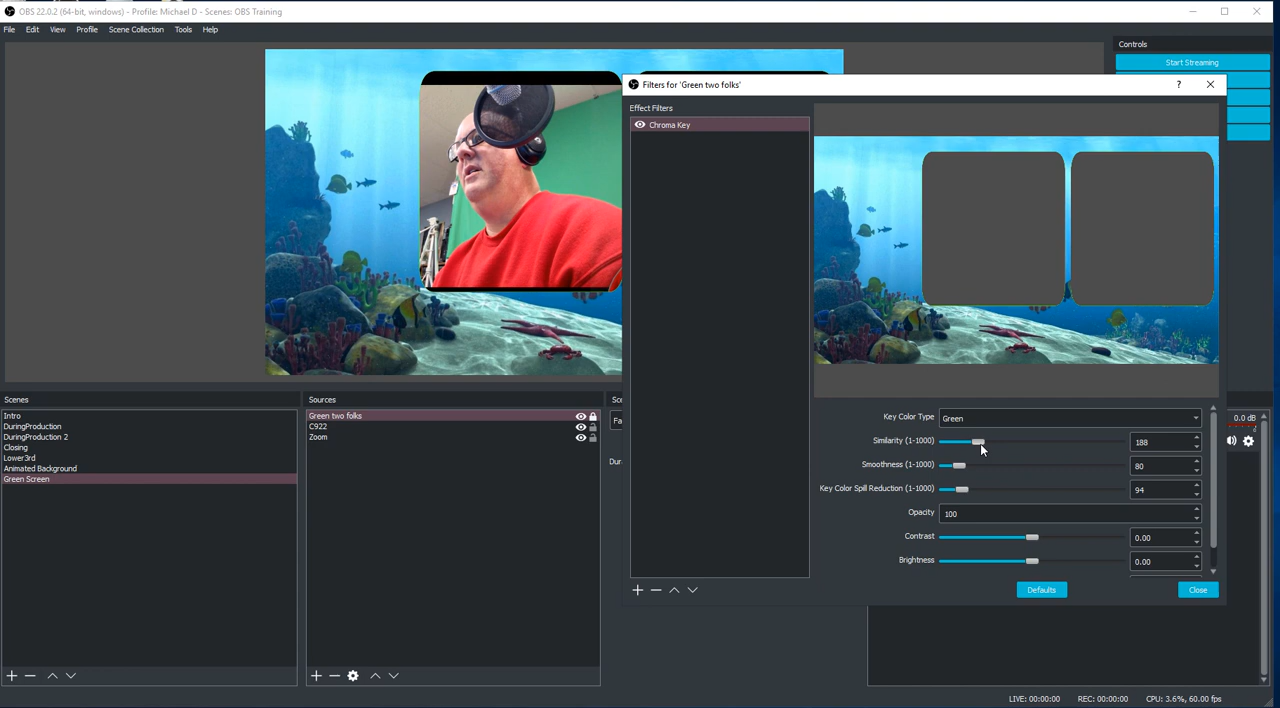 OBS 22.0.2 (64-bit, windows) - Profile: Michael D - Scenes: OBS Training
File Edit View Profile Scene Collection Tools Help
Controls
Start Streaming
Filters for 'Green two folks'
?
Effect Filters
Chroma Key
Key Color Type
Green
Similarity (1-1000)
188
Smoothness (1-1000)
80
Key Color Spill Reduction (1-1000)
94
Opacity
100
Contrast
0.00
Brightness
0.00
Defaults
Close
Scenes
Intro
DuringProduction
DuringProduction 2
Closing
Lower3rd
Animated Background
Green Screen
Sources
Green two folks
C922
Zoom
Sce
Fa
Dura
0.0 dB
LIVE: 00:00:00
REC: 00:00:00
CPU: 3.6%, 60.00 fps